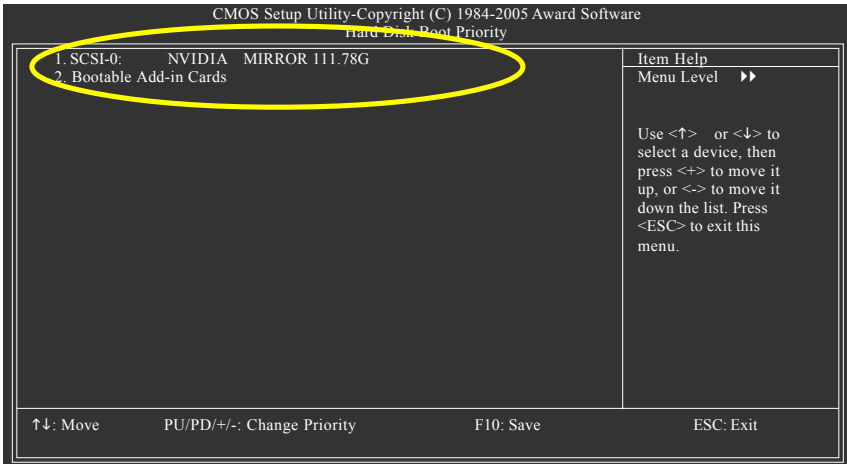 CMOS Setup Utility-Copyright (C) 1984-2005 Award Software
Hard Disk Boot Priority
1. SCSI-0: NVIDIA MIRROR 111.78G
2. Bootable Add-in Cards
Item Help
Menu Level ▸▸
Use <↑> or <↓> to
select a device, then
press <+> to move it
up, or <-> to move it
down the list. Press
<ESC> to exit this
menu.
↑↓: Move PU/PD/+/-: Change Priority F10: Save ESC: Exit